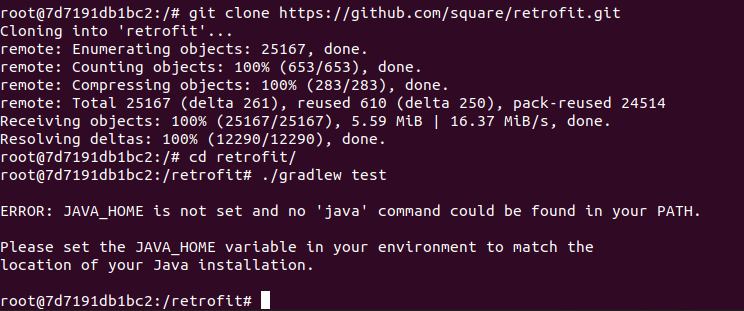 root@7d7191db1bc2:/# git clone https://github.com/square/retrofit.git
Cloning into 'retrofit'...
remote: Enumerating objects: 25167, done.
remote: Counting objects: 100% (653/653), done.
remote: Compressing objects: 100% (283/283), done.
remote: Total 25167 (delta 261), reused 610 (delta 250), pack-reused 24514
Receiving objects: 100% (25167/25167), 5.59 MiB | 16.37 MiB/s, done.
Resolving deltas: 100% (12290/12290), done.
root@7d7191db1bc2:/# cd retrofit/
root@7d7191db1bc2:/retrofit# ./gradlew test
ERROR: JAVA_HOME is not set and no 'java' command could be found in your PATH.
Please set the JAVA_HOME variable in your environment to match the
location of your Java installation.
root@7d7191db1bc2:/retrofit#